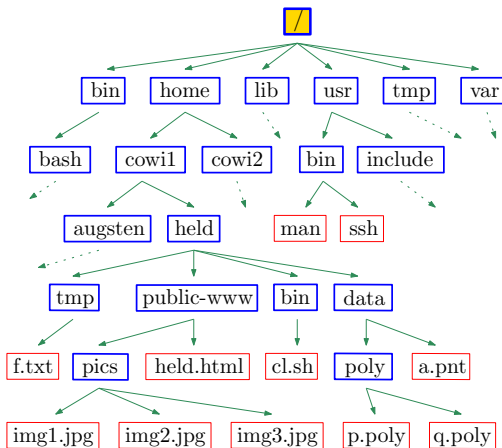 /
bin home lib usr tmp var
bash cowi1 cowi2 bin include
augsten held man ssh
tmp public-www bin data
f.txt pics held.html cl.sh poly a.pnt
img1.jpg img2.jpg img3.jpg p.poly q.poly